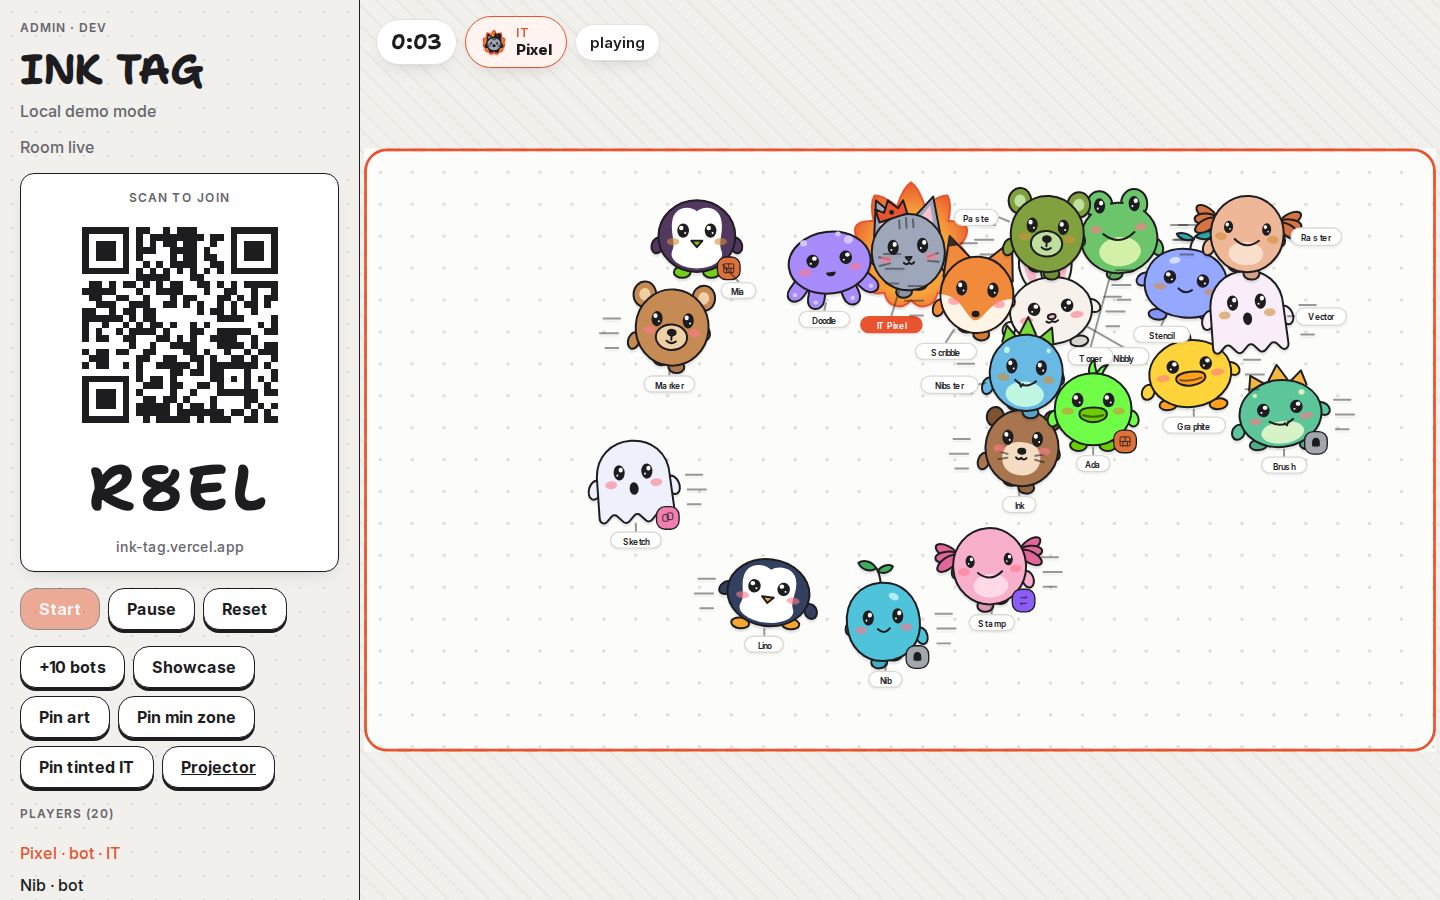 ADMIN · DEV
INK TAG
Local demo mode
Room live
SCAN TO JOIN
R8EL
ink-tag.vercel.app
Start
Pause
Reset
+10 bots
Showcase
Pin art
Pin min zone
Pin tinted IT
Projector
PLAYERS (20)
Pixel · bot · IT
Nib · bot
0:03
IT
Pixel
playing
Paste
Raster
Mia
Doodle
IT Pixel
Vector
Stencil
Scribble
Toner
Nibbly
Marker
Nibster
Graphite
Ada
Brush
Ink
Sketch
Stamp
Lino
Nib